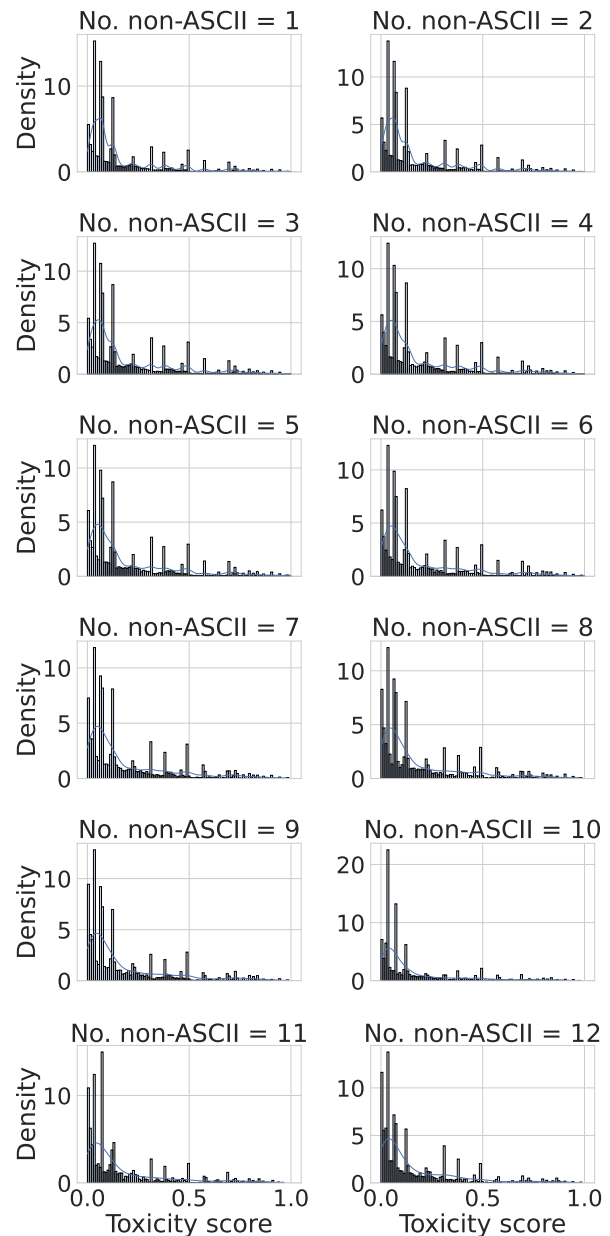 No. non-ASCII = 1
No. non-ASCII = 2
Density
10
0
10
5
0
No. non-ASCII = 3
No. non-ASCII = 4
Density
10
5
0
10
5
0
No. non-ASCII = 5
No. non-ASCII = 6
Density
10
5
0
10
5
0
No. non-ASCII = 7
No. non-ASCII = 8
Density
10
5
0
10
5
0
No. non-ASCII = 9
No. non-ASCII = 10
Density
10
5
0
20
10
0
No. non-ASCII = 11
No. non-ASCII = 12
Density
10
0
10
5
0
0.0 0.5 1.0
0.0 0.5 1.0
Toxicity score
Toxicity score